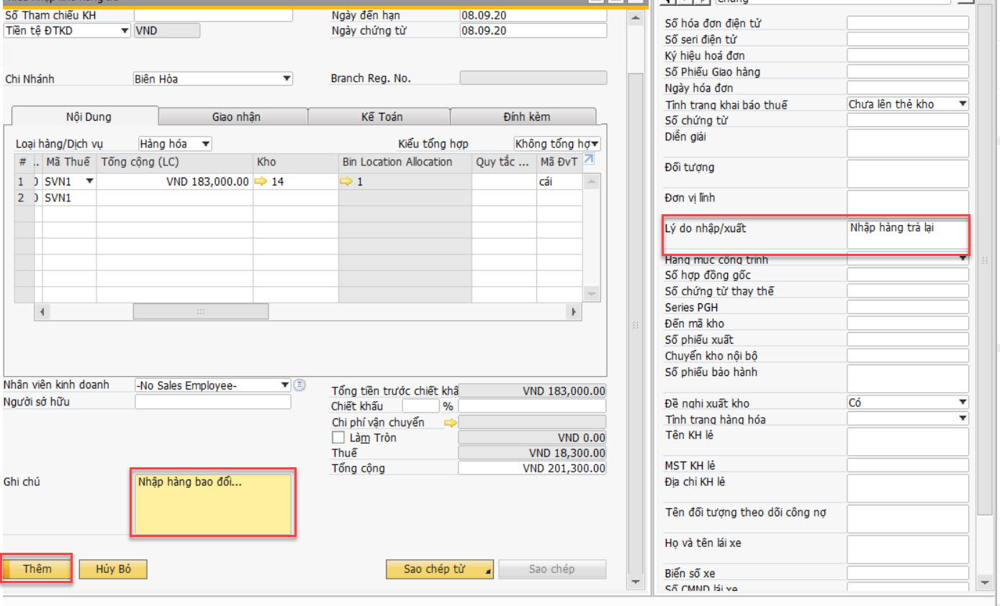 Số Tham chiếu KH
Tiền tệ ĐTKD VND
Ngày đến hạn 08.09.20
Ngày chứng từ 08.09.20
Chi Nhánh Biên Hòa
Branch Reg. No.
Nội Dung Giao nhận Kế Toán Đính kèm
Loại hàng/Dịch vụ Hàng hóa Kiểu tổng hợp Không tổng hợ
# .. Mã Thuế Tổng cộng (LC) Kho Bin Location Allocation Quy tắc ... Mã ĐvT
1 SVN1 VND 183,000.00 14 1 cái
2 SVN1
Nhân viên kinh doanh -No Sales Employee-
Người sở hữu
Tổng tiền trước chiết khấ VND 183,000.00
Chiết khấu %
Chi phí vận chuyển
Làm Tròn VND 0.00
Thuế VND 18,300.00
Tổng cộng VND 201,300.00
Ghi chú Nhập hàng bao đổi...
Thêm Hủy Bỏ Sao chép từ Sao chép
Số hóa đơn điện tử
Số seri điện tử
Ký hiệu hoá đơn
Số Phiếu Giao hàng
Ngày hóa đơn
Tình trạng khai báo thuế Chưa lên thẻ kho
Số chứng từ
Diễn giải
Đối tượng
Đơn vị lĩnh
Lý do nhập/xuất Nhập hàng trả lại
Hạng mục công trình
Số hợp đồng gốc
Số chứng từ thay thế
Series PGH
Đến mã kho
Số phiếu xuất
Chuyển kho nội bộ
Số phiếu bảo hành
Đề nghị xuất kho Có
Tình trạng hàng hóa
Tên KH lẻ
MST KH lẻ
Địa chỉ KH lẻ
Tên đối tượng theo dõi công nợ
Họ và tên lái xe
Biển số xe
Số CMND lái xe